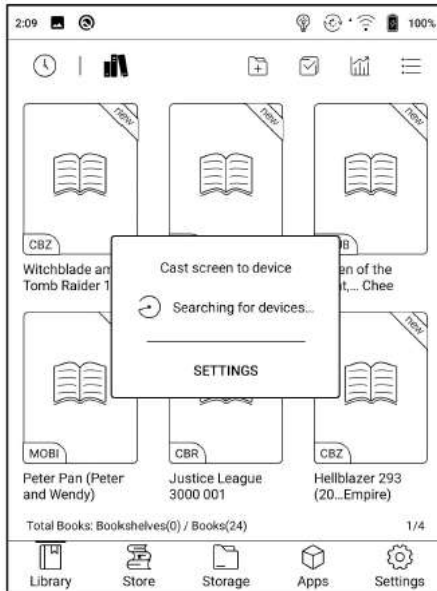 2:09
100%
new
new
new
CBZ
UB
Witchblade an
Tomb Raider 1
en of the
t,... Chee
Cast screen to device
Searching for devices...
SETTINGS
new
MOBI
CBR
CBZ
Peter Pan (Peter
and Wendy)
Justice League
3000 001
Hellblazer 293
(20...Empire)
Total Books: Bookshelves(0) / Books(24)
1/4
Library
Store
Storage
Apps
Settings